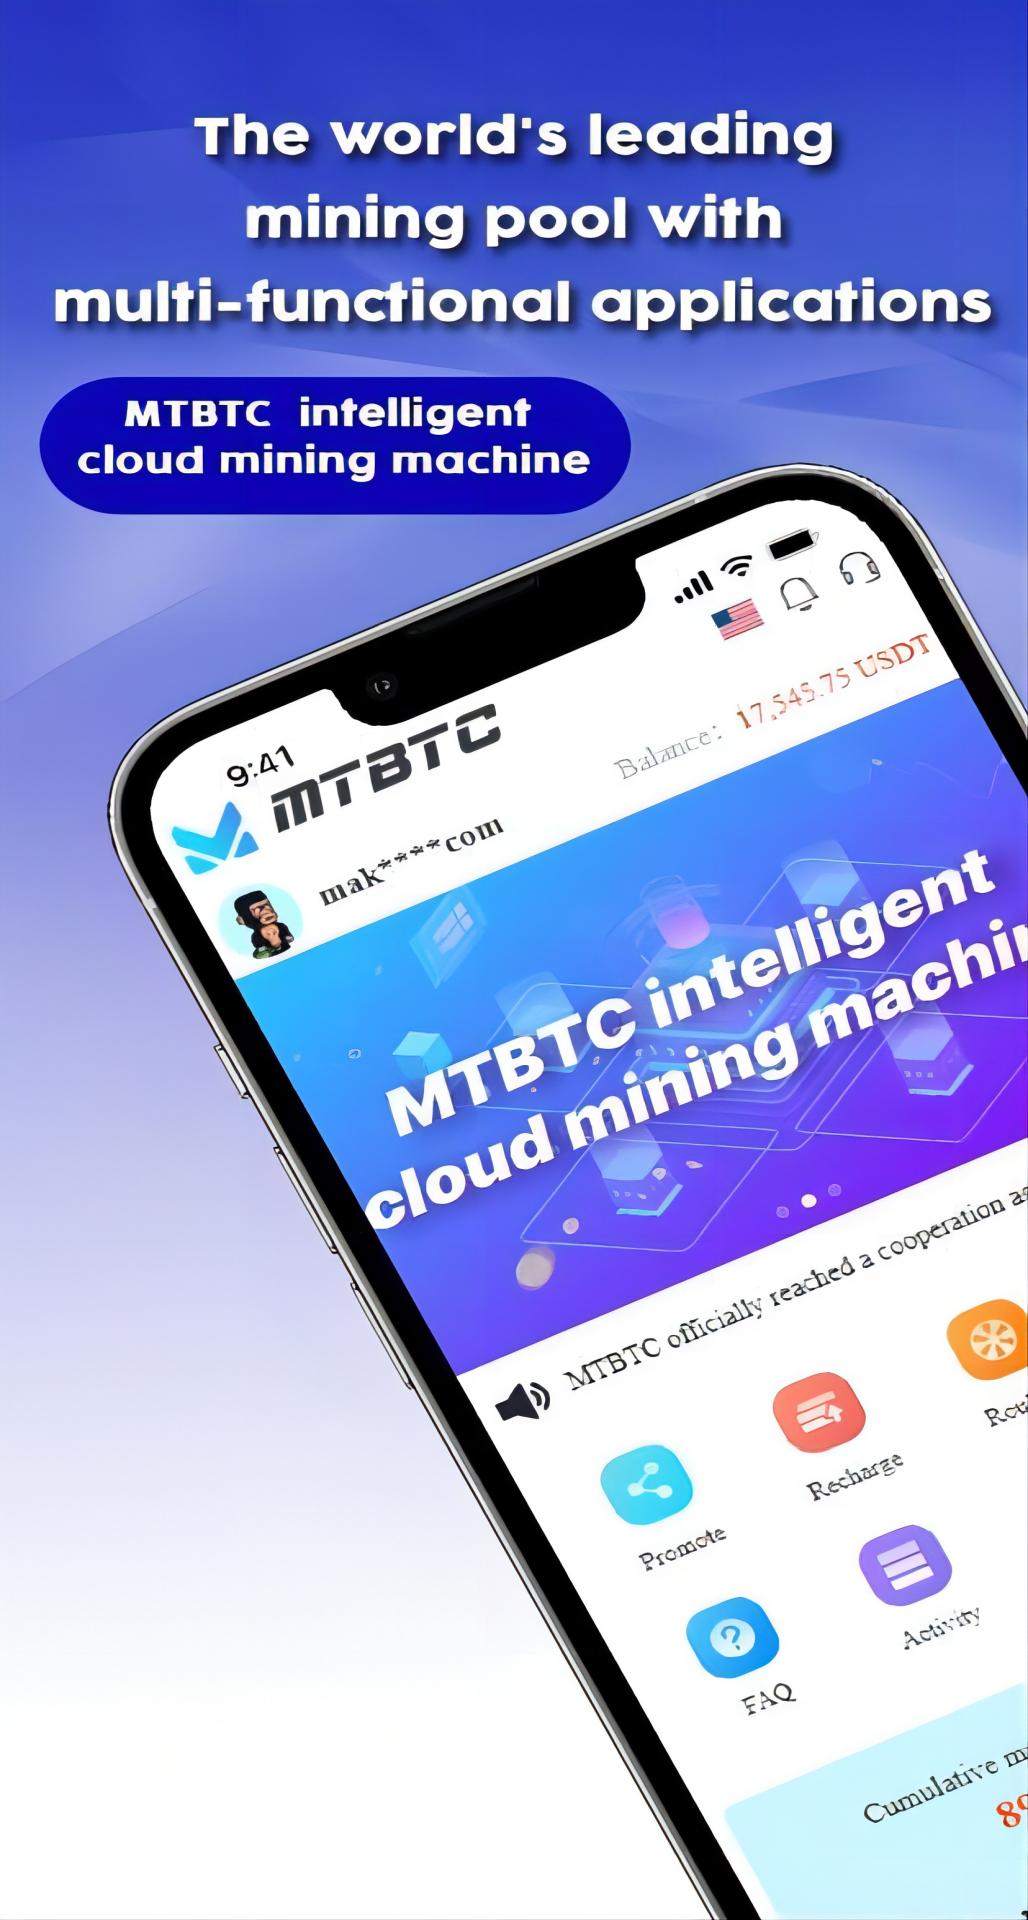 The world's leading
mining pool with
multi-functional applications
MTBTC intelligent
cloud mining machine
9:41
MTBTC
Balance: 17,545.75 USDT
mak****com
MTBTC intelligent
cloud mining
MTBTC officially reached a cooperation
Promote
Recharge
FAQ
Activity
Cumulative